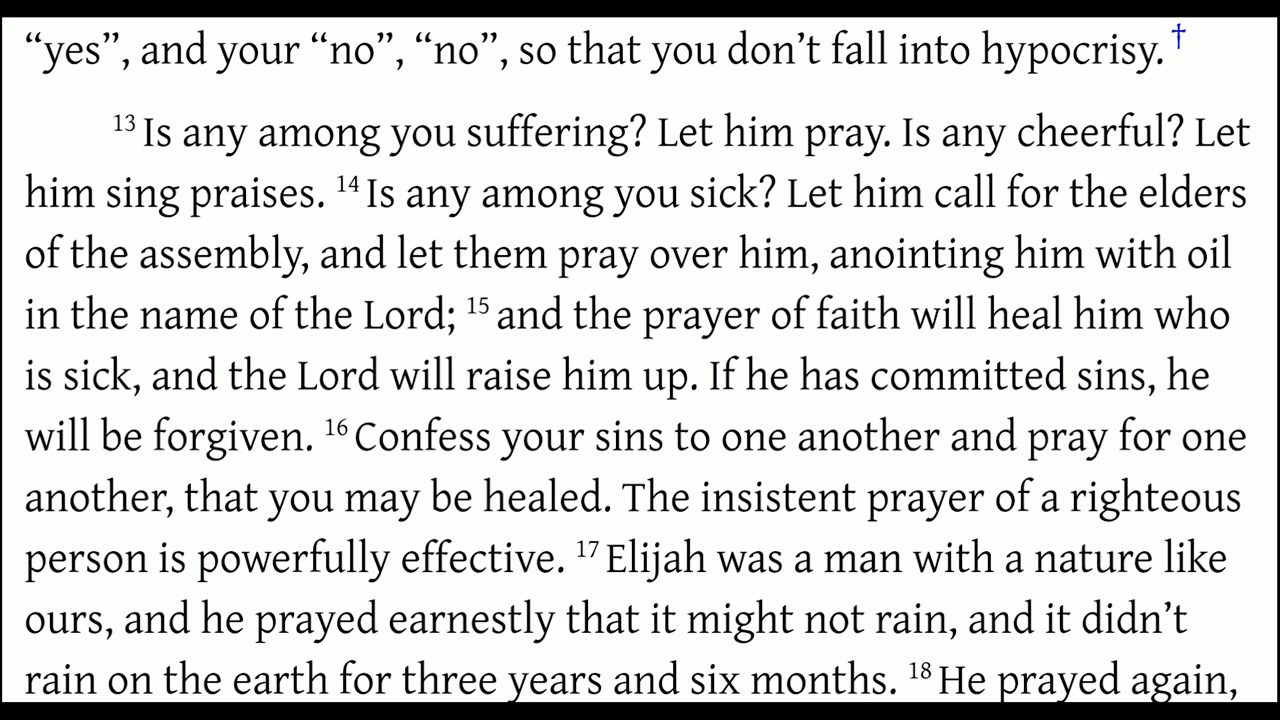 “yes”, and your “no”, “no”, so that you don’t fall into hypocrisy. †
13 Is any among you suffering? Let him pray. Is any cheerful? Let
him sing praises. 14 Is any among you sick? Let him call for the elders
of the assembly, and let them pray over him, anointing him with oil
in the name of the Lord; 15 and the prayer of faith will heal him who
is sick, and the Lord will raise him up. If he has committed sins, he
will be forgiven. 16 Confess your sins to one another and pray for one
another, that you may be healed. The insistent prayer of a righteous
person is powerfully effective. 17 Elijah was a man with a nature like
ours, and he prayed earnestly that it might not rain, and it didn’t
rain on the earth for three years and six months. 18 He prayed again,